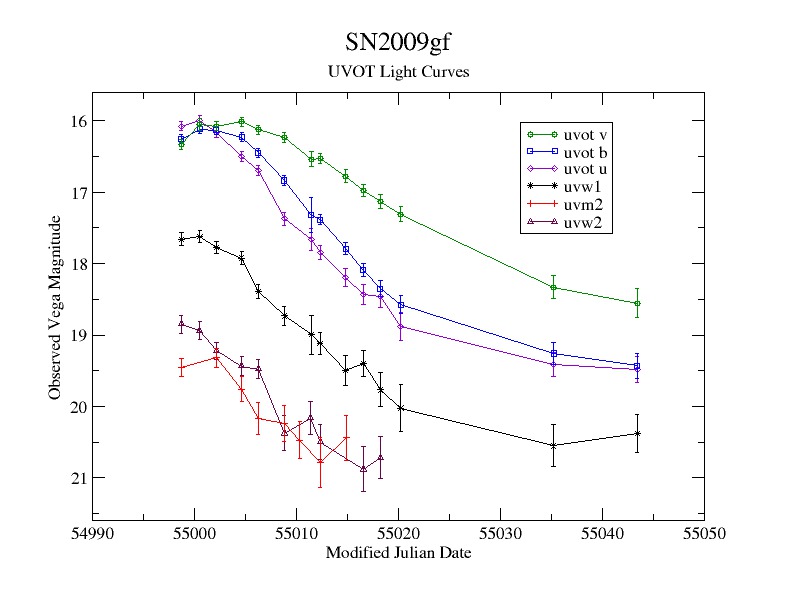 SN2009gf
UVOT Light Curves
Observed Vega Magnitude
16
17
18
19
20
21
uvot v
uvot b
uvot u
uvw1
uvm2
uvw2
54990 55000 55010 55020 55030 55040 55050
Modified Julian Date